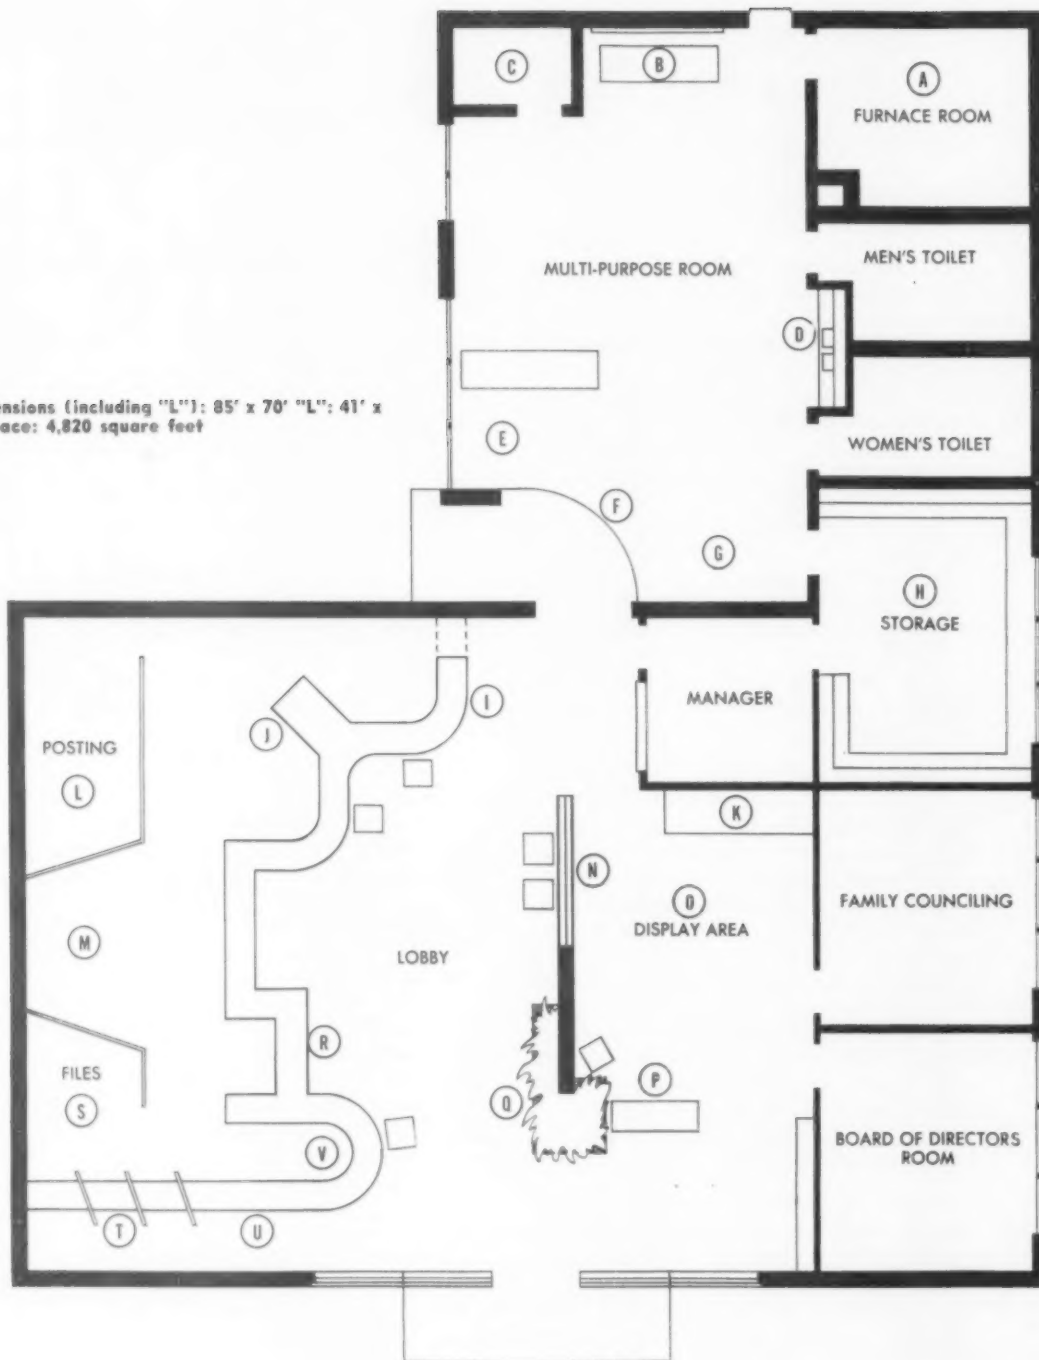 C
B
A
FURNACE ROOM
MULTI-PURPOSE ROOM
MEN'S TOILET
D
ensions (including "L"): 85' x 70' "L": 41' x
ace: 4,820 square feet
E
WOMEN'S TOILET
F
G
H
STORAGE
I
J
MANAGER
POSTING
L
K
N
O
DISPLAY AREA
FAMILY COUNCILING
M
LOBBY
R
FILES
S
Q
P
V
BOARD OF DIRECTORS
ROOM
T
U